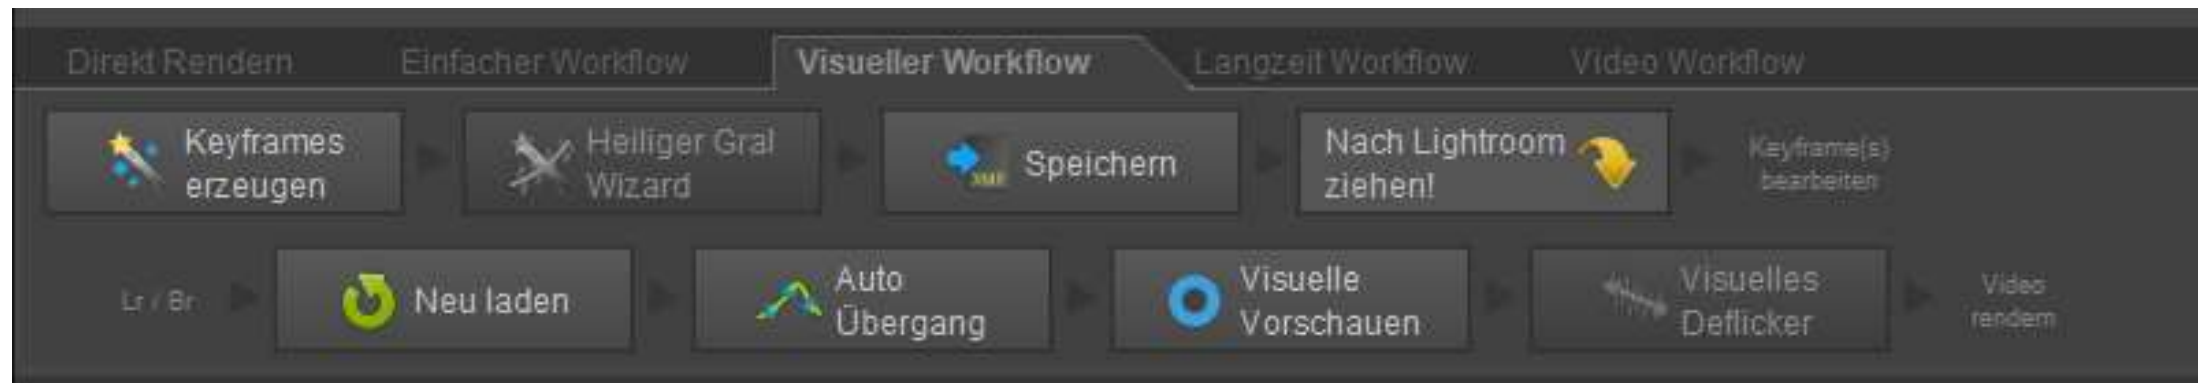 Direkt Rendern Einfacher Workflow Visueller Workflow Langzeit Workflow Video Workflow
Keyframes
erzeugen
Heiliger Gral
Wizard
XMP
Speichern
Nach Lightroom
ziehen!
Keyframe(s)
bearbeiten
Lr / Br
Neu laden
Auto
Übergang
Visuelle
Vorschauen
Visuelles
Deflicker
Video
rendern